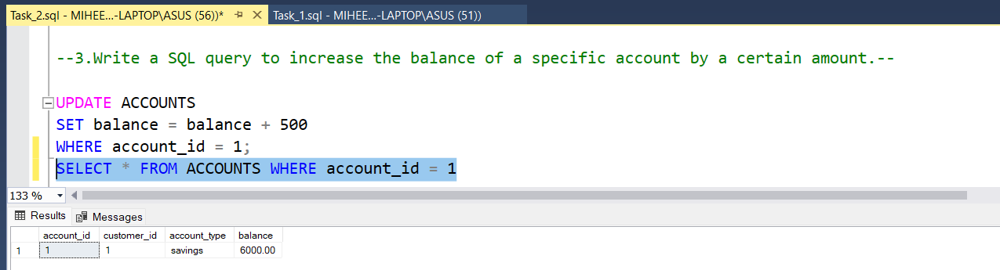 Task_2.sql - MIHEE...-LAPTOP\ASUS (56))* Task_1.sql - MIHEE...-LAPTOP\ASUS (51))
--3.Write a SQL query to increase the balance of a specific account by a certain amount.--
UPDATE ACCOUNTS
SET balance = balance + 500
WHERE account_id = 1;
SELECT * FROM ACCOUNTS WHERE account_id = 1
133 %
Results Messages
account_id customer_id account_type balance
1 1 1 savings 6000.00